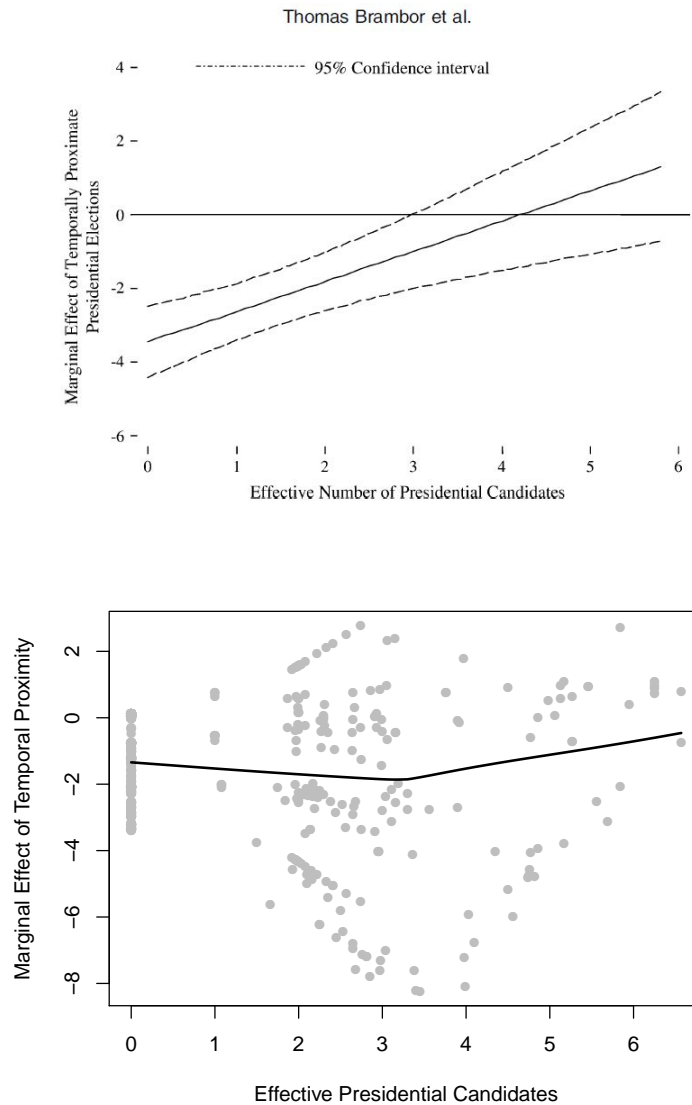 Thomas Brambor et al.
4
95% Confidence interval
2
0
-2
-4
-6
Marginal Effect of Temporally Proximate
Presidential Elections
0 1 2 3 4 5 6
Effective Number of Presidential Candidates
Marginal Effect of Temporal Proximity
2
0
−2
−4
−6
−8
0 1 2 3 4 5 6
Effective Presidential Candidates